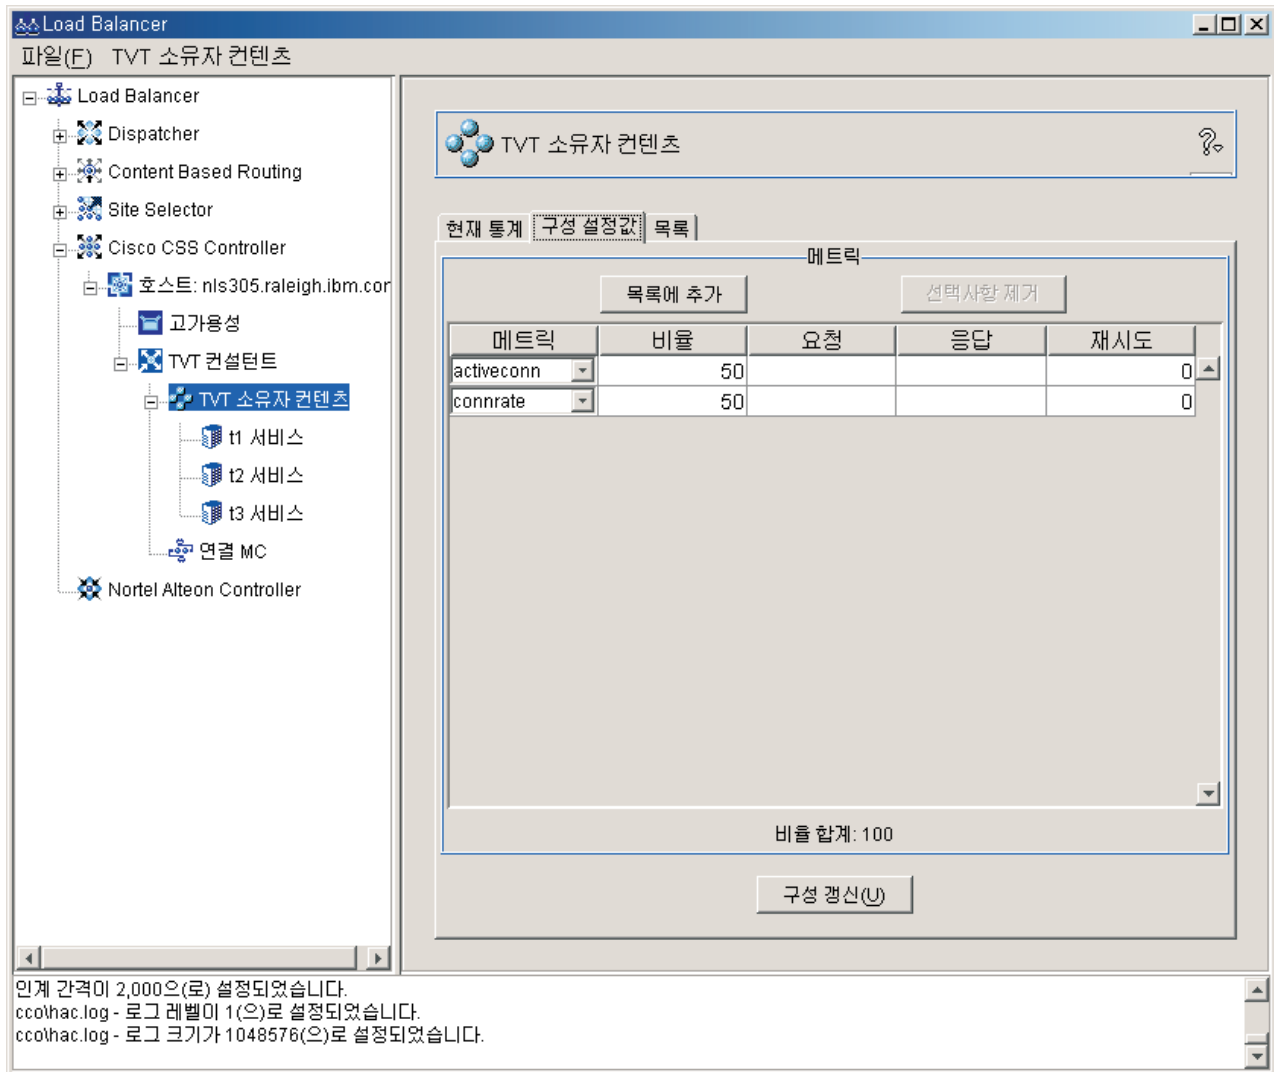 Load Balancer
파일(F) TVT 소유자 컨텐츠
Load Balancer
Dispatcher
Content Based Routing
Site Selector
Cisco CSS Controller
호스트: nls305.raleigh.ibm.cor
고가용성
TVT 컨설턴트
TVT 소유자 컨텐츠
t1 서비스
t2 서비스
t3 서비스
연결 MC
Nortel Alteon Controller
TVT 소유자 컨텐츠
현재 통계 구성 설정값 목록
메트릭
목록에 추가 선택사항 제거
메트릭 비율 요청 응답 재시도
activeconn 50 0
connrate 50 0
비율 합계: 100
구성 갱신(U)
인계 간격이 2,000으(로) 설정되었습니다.
cco\hac.log - 로그 레벨이 1(으)로 설정되었습니다.
cco\hac.log - 로그 크기가 1048576(으)로 설정되었습니다.